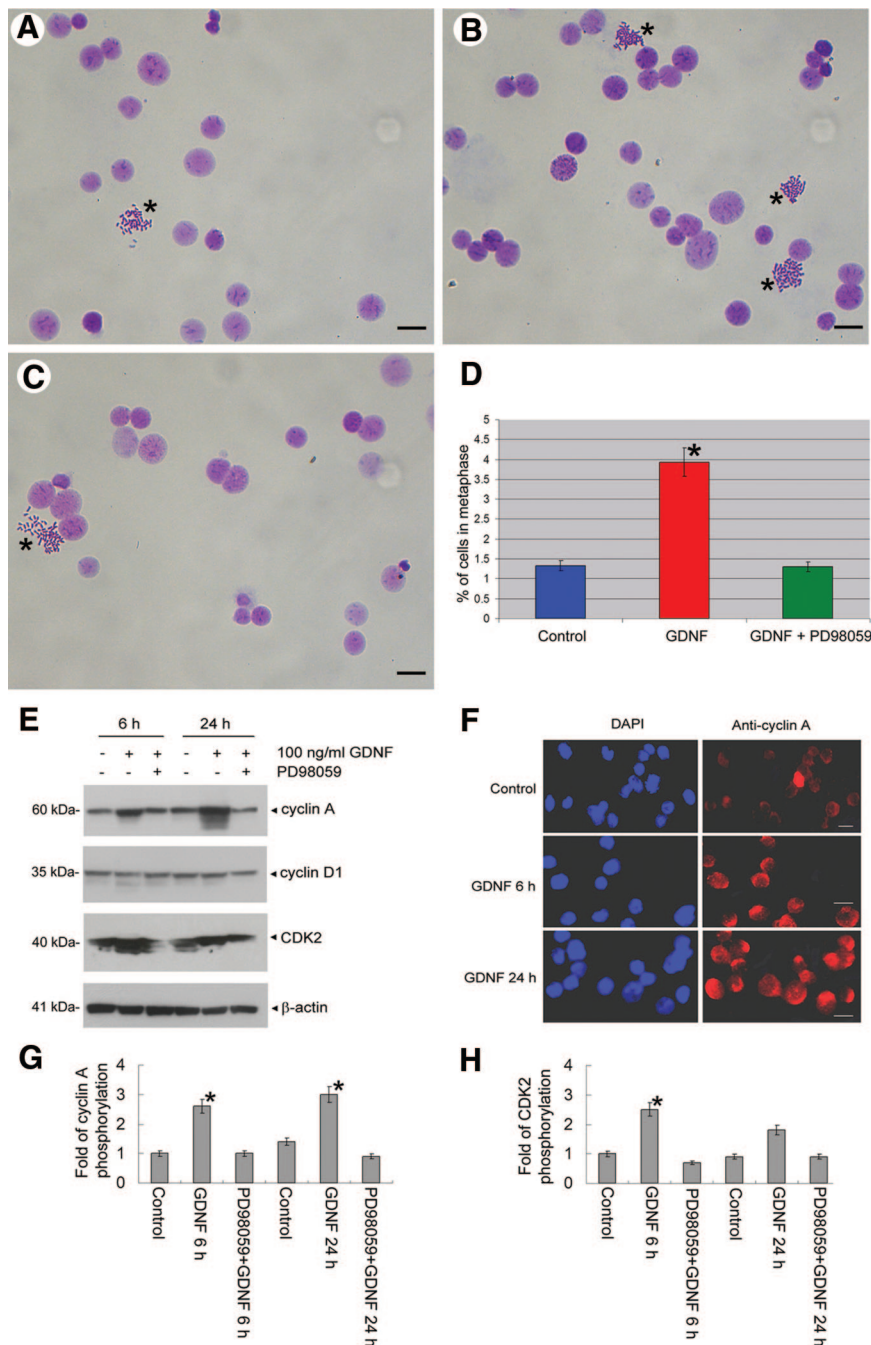 A
*
B
*
*
*
C
*
D
% of cells in metaphase
5
4.5
4
3.5
3
2.5
2
1.5
1
0.5
0
*
Control
GDNF
GDNF + PD98059
E
6 h
24 h
- + + - + + 100 ng/ml GDNF
- - + - - + PD98059
60 kDa- cyclin A
35 kDa- cyclin D1
40 kDa- CDK2
41 kDa- β-actin
F
DAPI
Anti-cyclin A
Control
GDNF 6 h
GDNF 24 h
G
Fold of cyclin A
phosphorylation
4
3
2
1
0
*
*
Control
GDNF 6 h
PD98059+GDNF 6 h
Control
GDNF 24 h
PD98059+GDNF 24 h
H
Fold of CDK2
phosphorylation
4
3
2
1
0
*
Control
GDNF 6 h
PD98059+GDNF 6 h
Control
GDNF 24 h
PD98059+GDNF 24 h